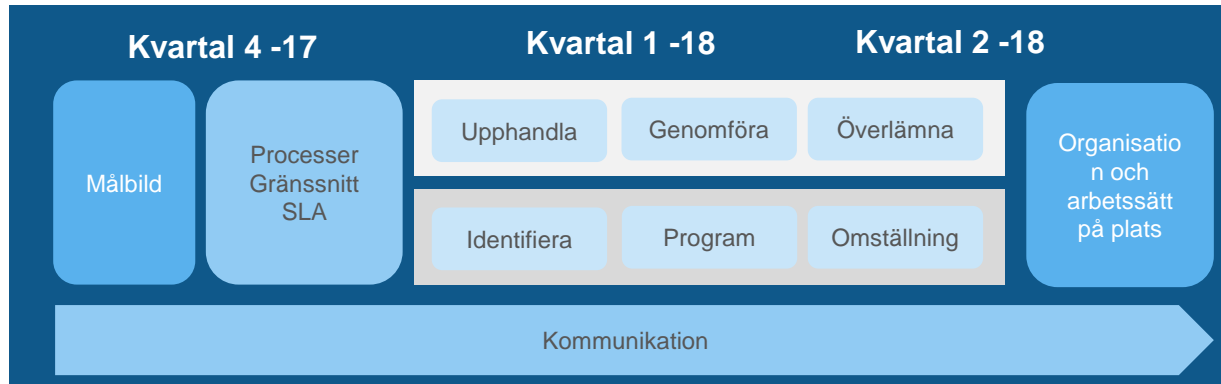 Kvartal 4 -17
Kvartal 1 -18
Kvartal 2 -18
Målbild
Processer
Gränssnitt
SLA
Upphandla
Genomföra
Överlämna
Identifiera
Program
Omställning
Organisatio
n och
arbetssätt
på plats
Kommunikation